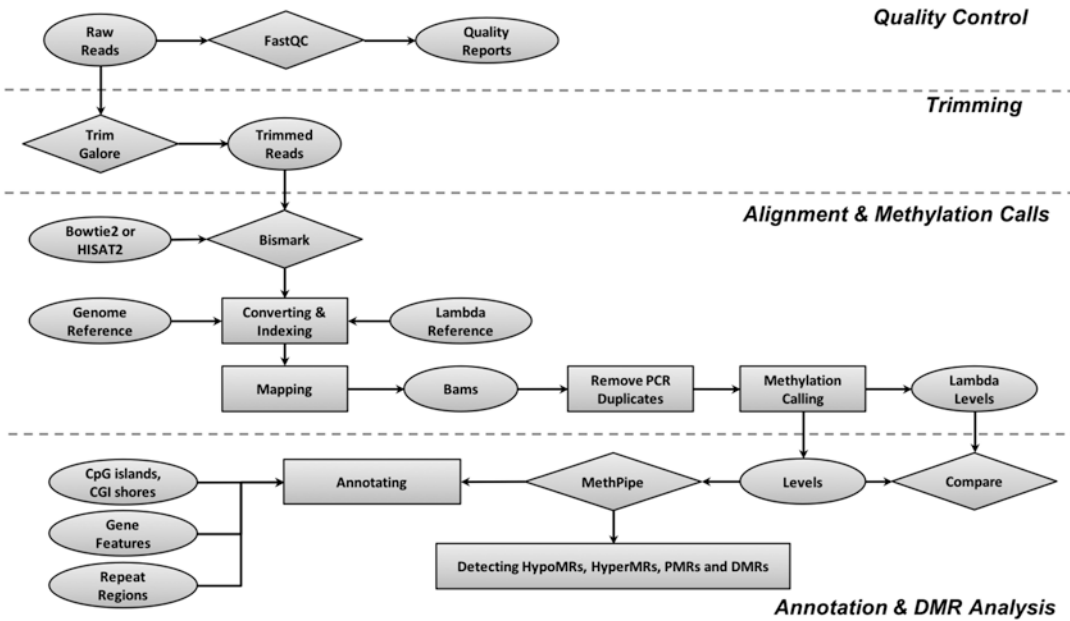 Quality Control
Raw
Reads
FastQC
Quality
Reports
Trimming
Trim
Galore
Trimmed
Reads
Alignment & Methylation Calls
Bowtie2 or
HISAT2
Bismark
Genome
Reference
Converting &
Indexing
Lambda
Reference
Mapping
Bams
Remove PCR
Duplicates
Methylation
Calling
Lambda
Levels
CpG islands,
CGI shores
Annotating
MethPipe
Levels
Compare
Gene
Features
Detecting HypoMRs, HyperMRs, PMRs and DMRs
Repeat
Regions
Annotation & DMR Analysis